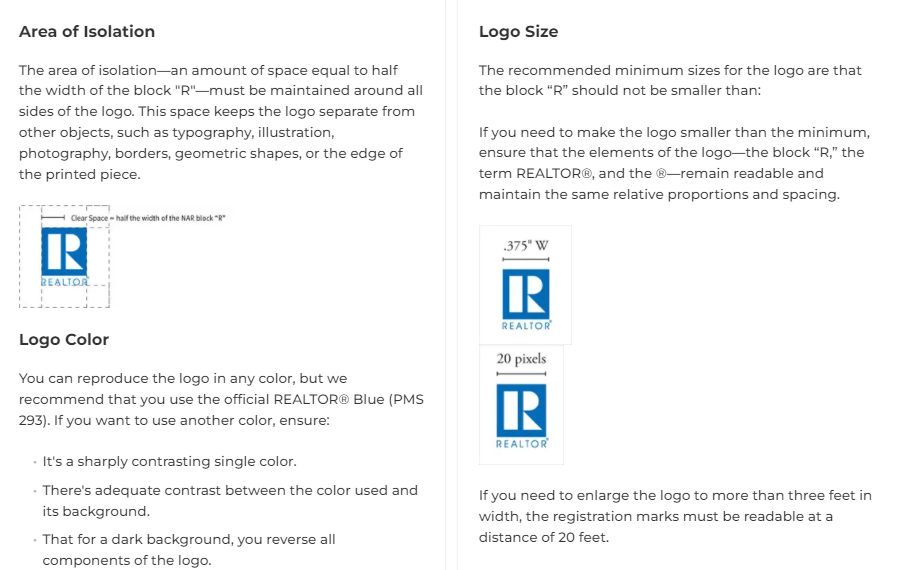 Area of Isolation
The area of isolation—an amount of space equal to half
the width of the block "R"—must be maintained around all
sides of the logo. This space keeps the logo separate from
other objects, such as typography, illustration,
photography, borders, geometric shapes, or the edge of
the printed piece.
Clear Space = half the width of the NAR block "R"
R
REALTOR®
Logo Color
You can reproduce the logo in any color, but we
recommend that you use the official REALTOR® Blue (PMS
293). If you want to use another color, ensure:
• It's a sharply contrasting single color.
• There's adequate contrast between the color used and
its background.
• That for a dark background, you reverse all
components of the logo.
Logo Size
The recommended minimum sizes for the logo are that
the block “R” should not be smaller than:
If you need to make the logo smaller than the minimum,
ensure that the elements of the logo—the block “R,” the
term REALTOR®, and the ®—remain readable and
maintain the same relative proportions and spacing.
.375" W
R
REALTOR®
20 pixels
R
REALTOR®
If you need to enlarge the logo to more than three feet in
width, the registration marks must be readable at a
distance of 20 feet.